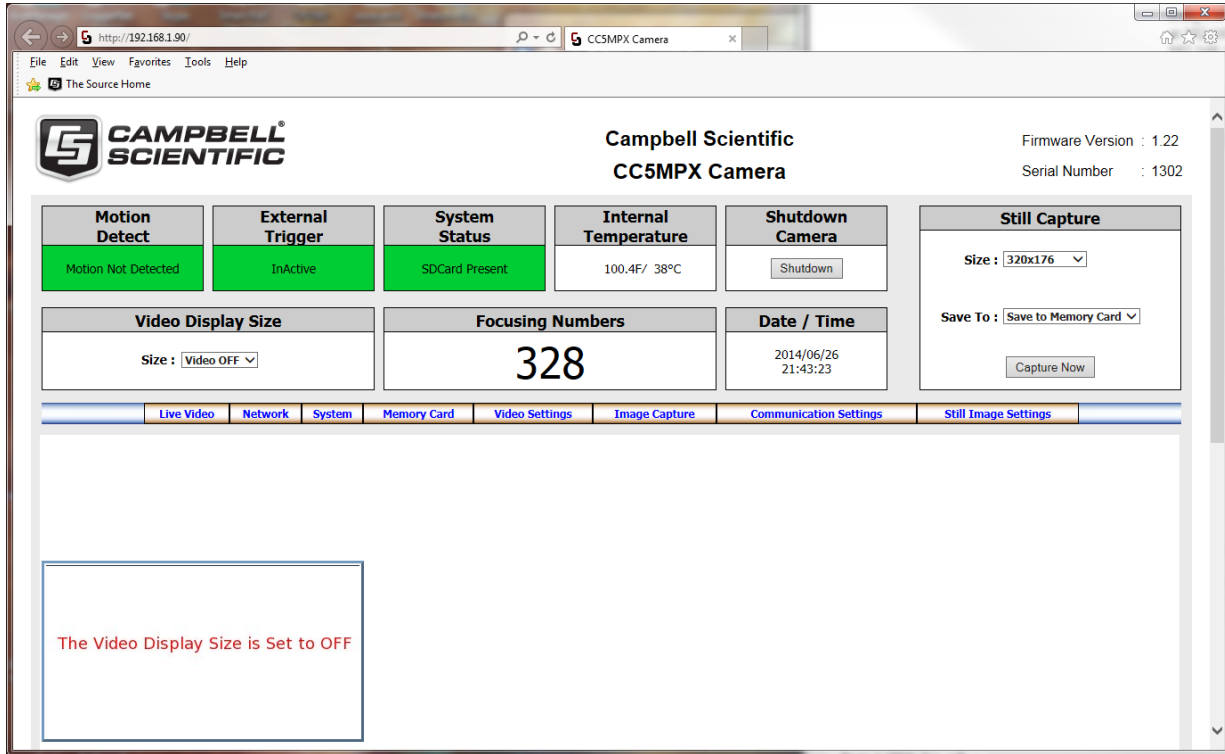 http://192.168.1.90/
CC5MPX Camera
File Edit View Favorites Tools Help
The Source Home
CAMPBELL®
SCIENTIFIC
Campbell Scientific
CC5MPX Camera
Firmware Version : 1.22
Serial Number : 1302
Motion
Detect
Motion Not Detected
External
Trigger
InActive
System
Status
SDCard Present
Internal
Temperature
100.4F/ 38ºC
Shutdown
Camera
Shutdown
Still Capture
Size : 320x176
Save To : Save to Memory Card
Capture Now
Video Display Size
Size : Video OFF
Focusing Numbers
328
Date / Time
2014/06/26
21:43:23
Live Video Network System Memory Card Video Settings Image Capture Communication Settings Still Image Settings
The Video Display Size is Set to OFF